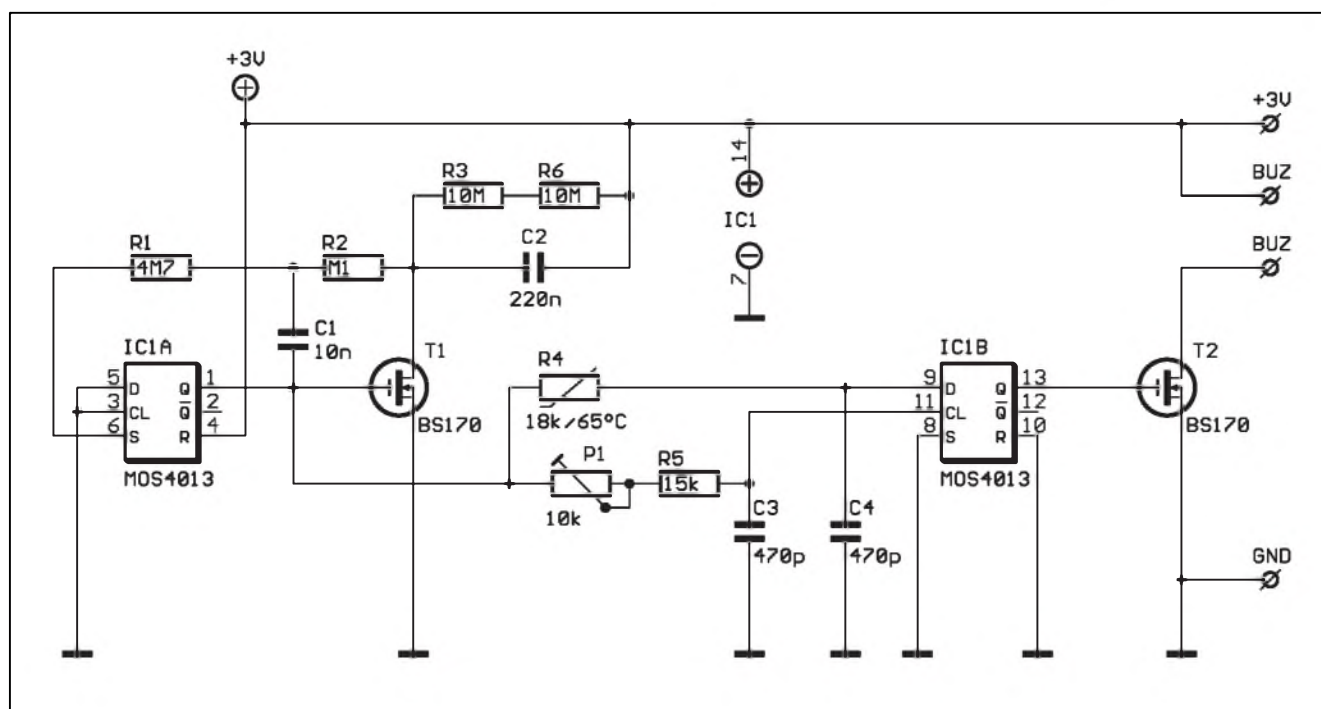 +3V
+3V
BUZ
BUZ
GND
R3
10M
R6
10M
14
IC1
7
R1
4M7
R2
M1
C2
220n
C1
10n
T1
BS170
IC1A
5 D Q 1
3 CL Q̅ 2
6 S R 4
MOS4013
R4
18k/65°C
P1
10k
R5
15k
C3
470p
C4
470p
IC1B
9 D Q 13
11 CL Q̅ 12
8 S R 10
MOS4013
T2
BS170